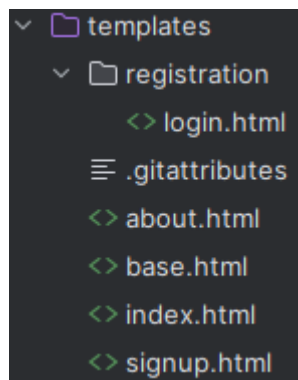 templates
registration
<> login.html
.gitattributes
<> about.html
<> base.html
<> index.html
<> signup.html